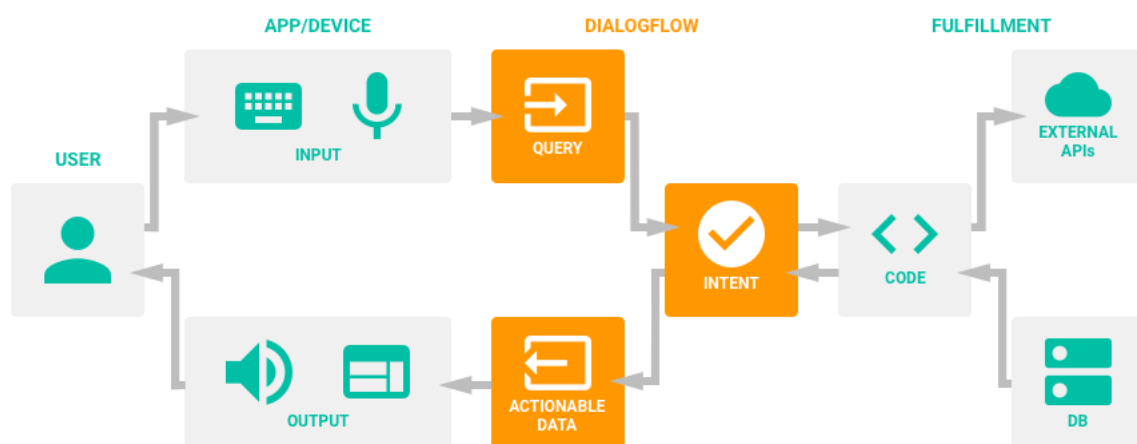 APP/DEVICE
DIALOGFLOW
FULFILLMENT
USER
INPUT
QUERY
EXTERNAL
APIs
INTENT
CODE
OUTPUT
ACTIONABLE
DATA
DB